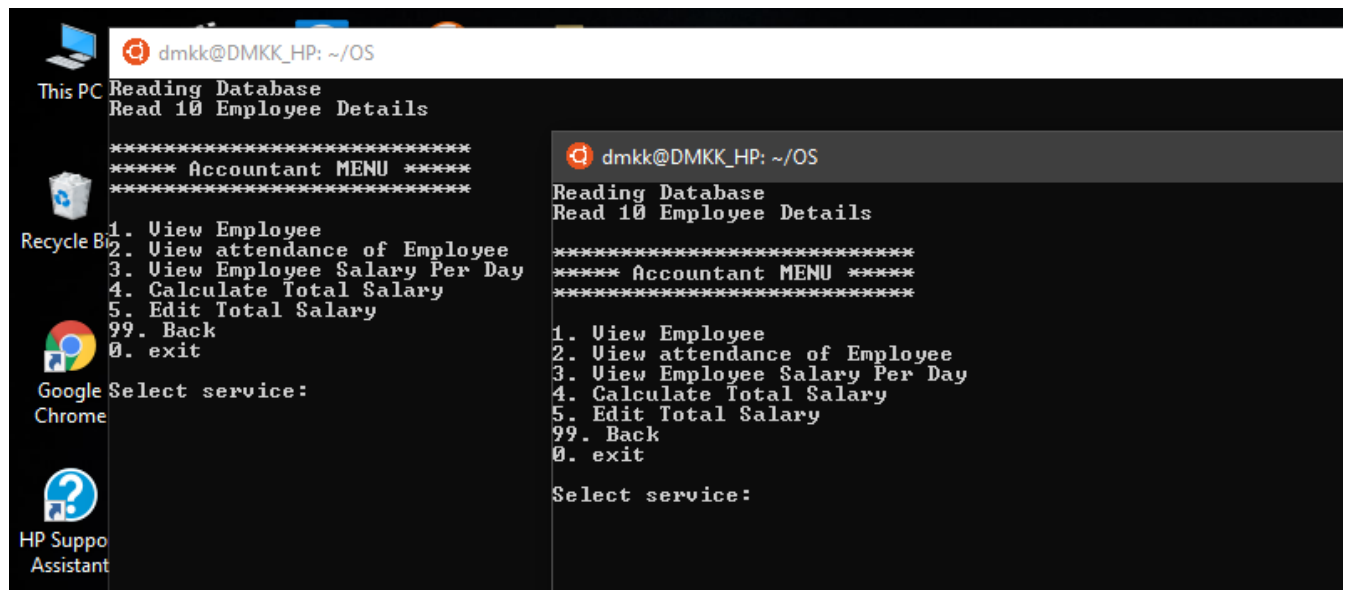 This PC
Recycle Bi
Google
Chrome
HP Suppo
Assistant
dmkk@DMKK_HP: ~/OS
Reading Database
Read 10 Employee Details
***************************
***** Accountant MENU *****
***************************
1. View Employee
2. View attendance of Employee
3. View Employee Salary Per Day
4. Calculate Total Salary
5. Edit Total Salary
99. Back
0. exit
Select service:
dmkk@DMKK_HP: ~/OS
Reading Database
Read 10 Employee Details
***************************
***** Accountant MENU *****
***************************
1. View Employee
2. View attendance of Employee
3. View Employee Salary Per Day
4. Calculate Total Salary
5. Edit Total Salary
99. Back
0. exit
Select service: